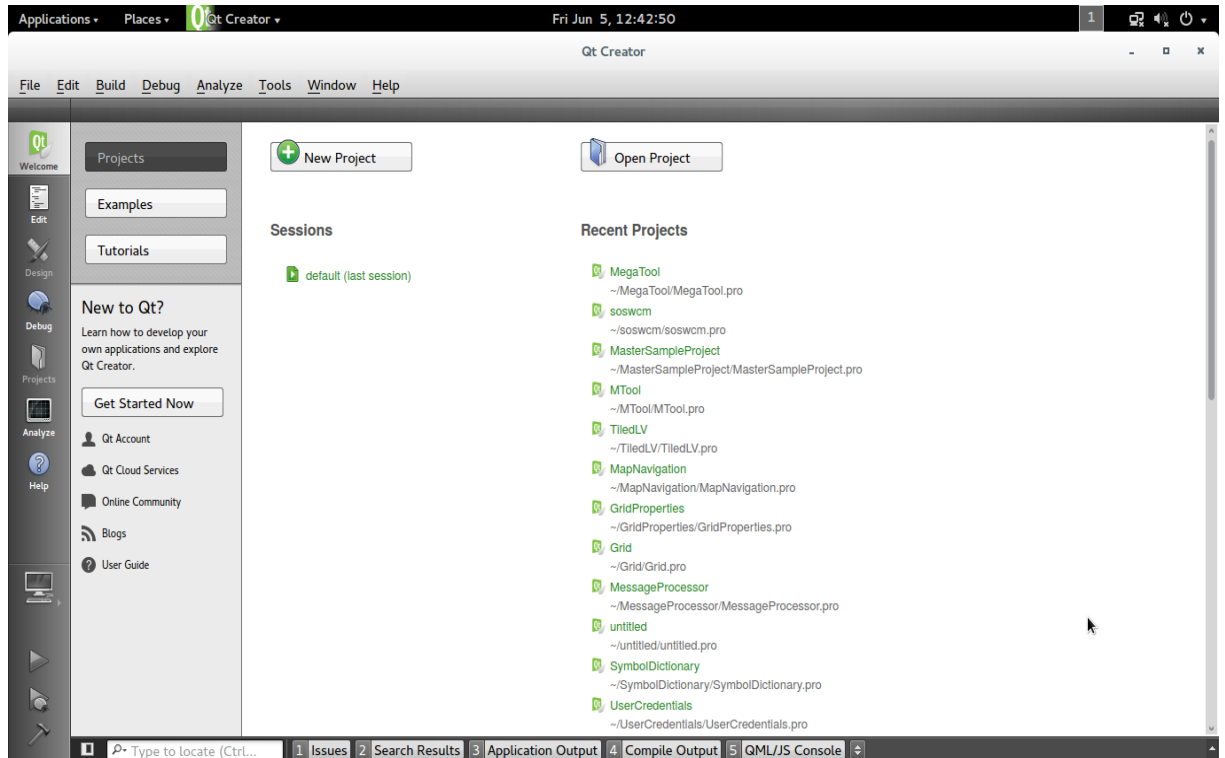 Applications Places Qt Creator Fri Jun 5, 12:42:50 1
Qt Creator
File Edit Build Debug Analyze Tools Window Help
Qt
Welcome
Edit
Design
Debug
Projects
Analyze
Help
Projects
Examples
Tutorials
New to Qt?
Learn how to develop your
own applications and explore
Qt Creator.
Get Started Now
Qt Account
Qt Cloud Services
Online Community
Blogs
User Guide
New Project
Open Project
Sessions
default (last session)
Recent Projects
MegaTool
~/MegaTool/MegaTool.pro
soswcm
~/soswcm/soswcm.pro
MasterSampleProject
~/MasterSampleProject/MasterSampleProject.pro
MTool
~/MTool/MTool.pro
TiledLV
~/TiledLV/TiledLV.pro
MapNavigation
~/MapNavigation/MapNavigation.pro
GridProperties
~/GridProperties/GridProperties.pro
Grid
~/Grid/Grid.pro
MessageProcessor
~/MessageProcessor/MessageProcessor.pro
untitled
~/untitled/untitled.pro
SymbolDictionary
~/SymbolDictionary/SymbolDictionary.pro
UserCredentials
~/UserCredentials/UserCredentials.pro
Type to locate (Ctrl... 1 Issues 2 Search Results 3 Application Output 4 Compile Output 5 QML/JS Console